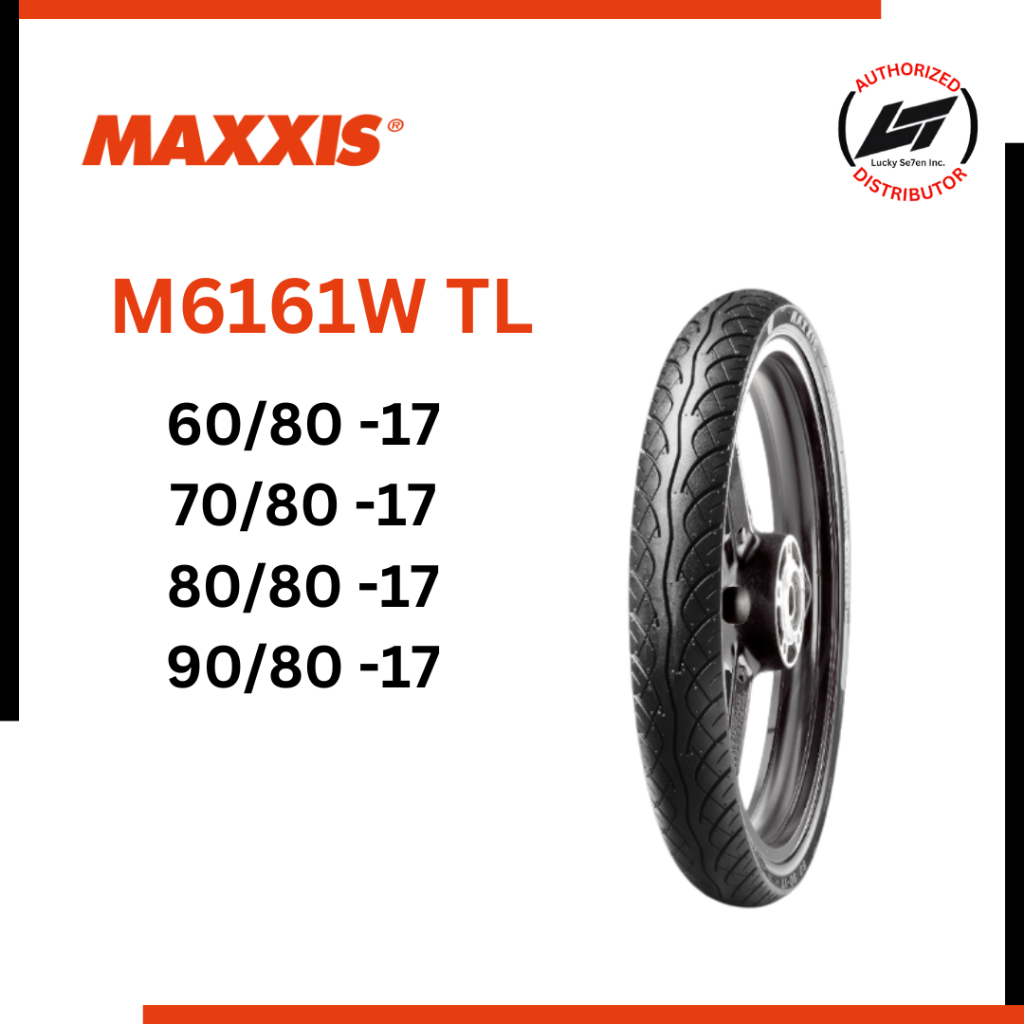 MAXXIS®
AUTHORIZED
LT
Lucky Se7en Inc.
DISTRIBUTOR
M6161W TL
60/80 -17
70/80 -17
80/80 -17
90/80 -17
MAXXIS